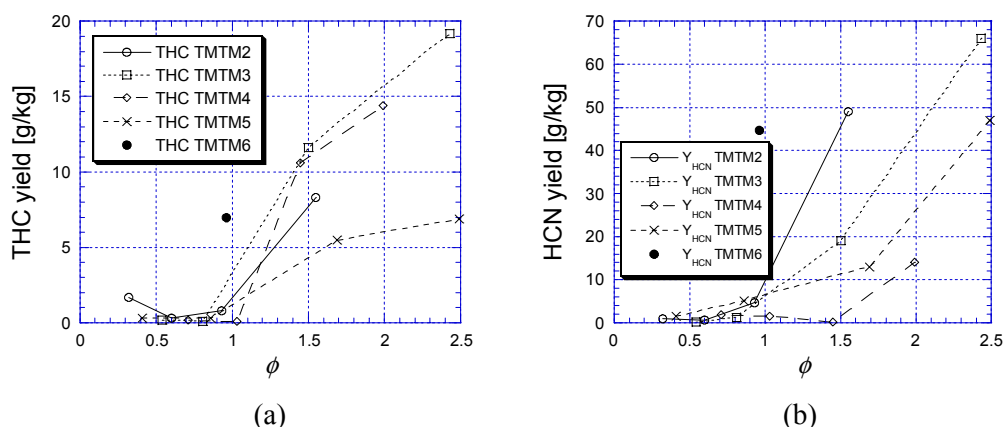 20
15
10
5
0
THC yield [g/kg]
THC TMTM2
THC TMTM3
THC TMTM4
THC TMTM5
THC TMTM6
0 0.5 1 1.5 2 2.5
ϕ
(a)
70
60
50
40
30
20
10
0
HCN yield [g/kg]
Y_HCN TMTM2
Y_HCN TMTM3
Y_HCN TMTM4
Y_HCN TMTM5
Y_HCN TMTM6
0 0.5 1 1.5 2 2.5
ϕ
(b)